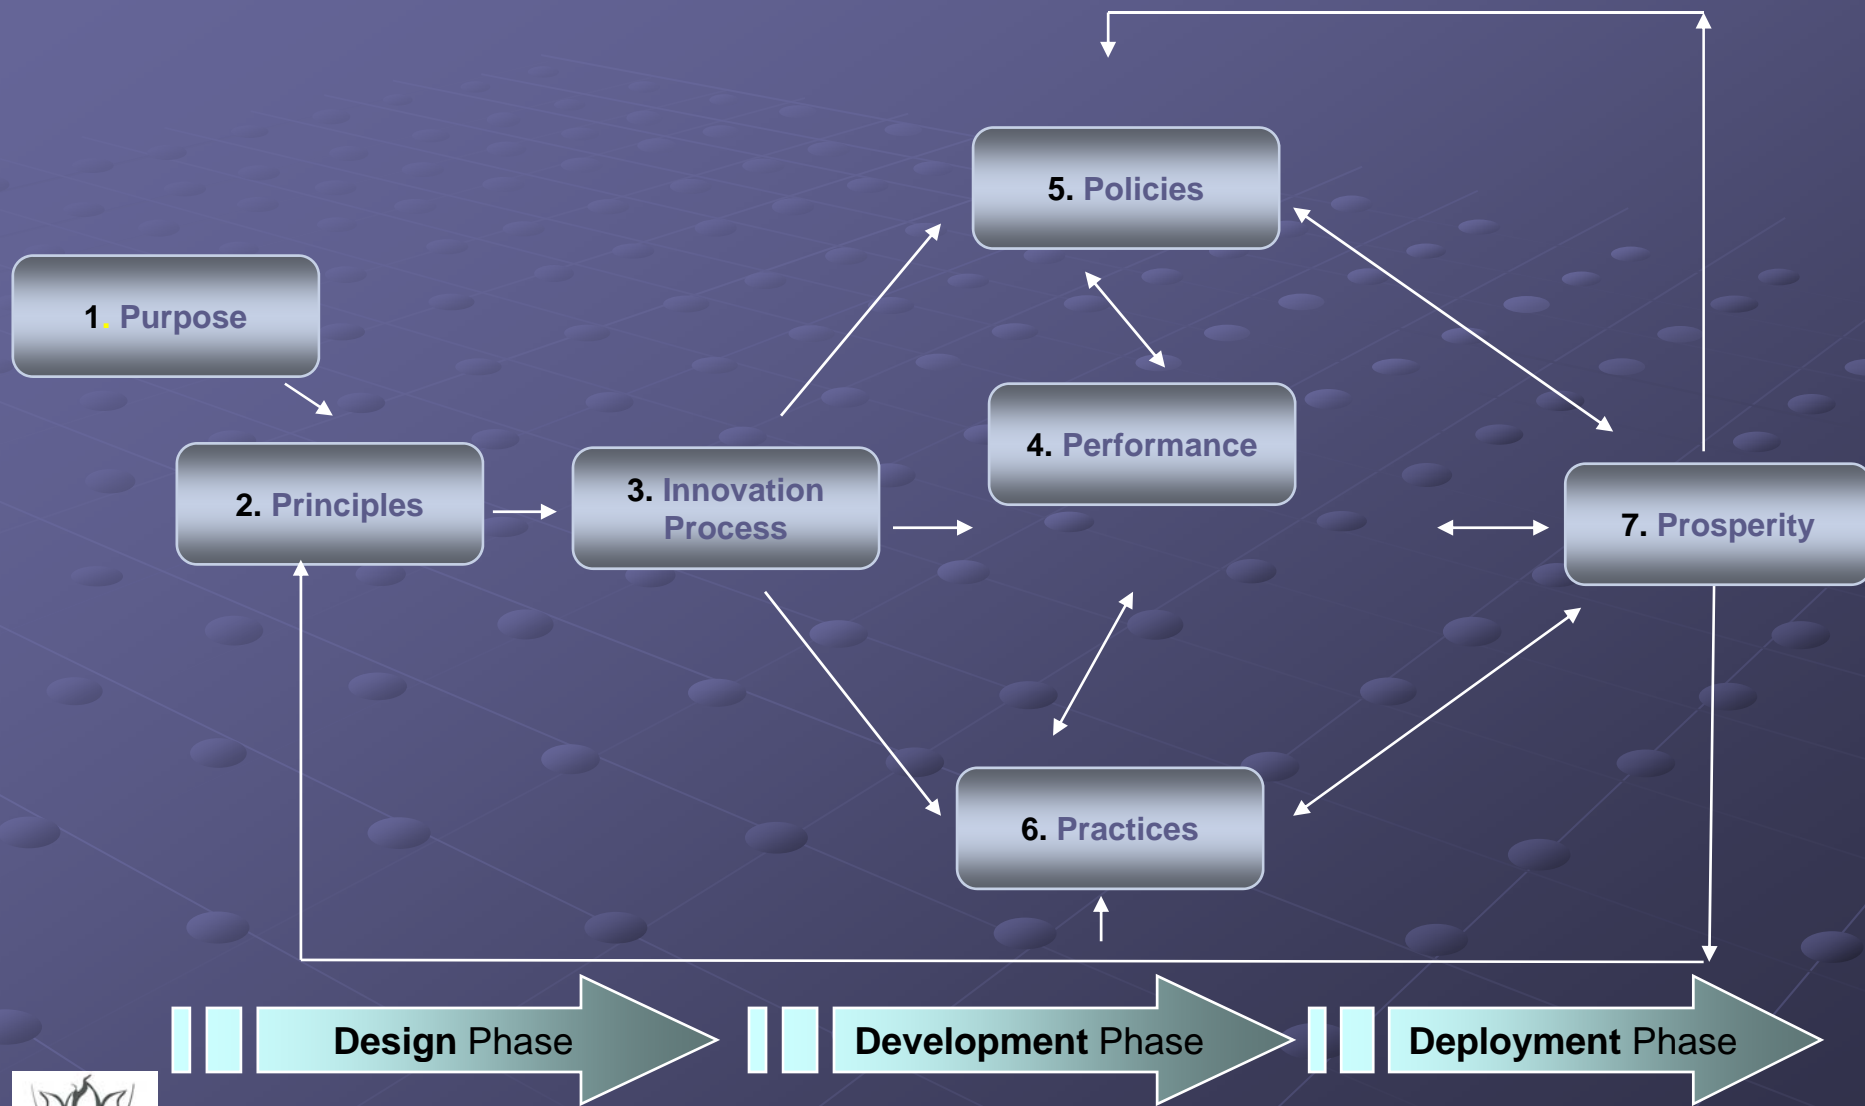 1. Purpose
2. Principles
3. Innovation
Process
5. Policies
4. Performance
6. Practices
7. Prosperity
Design Phase
Development Phase
Deployment Phase